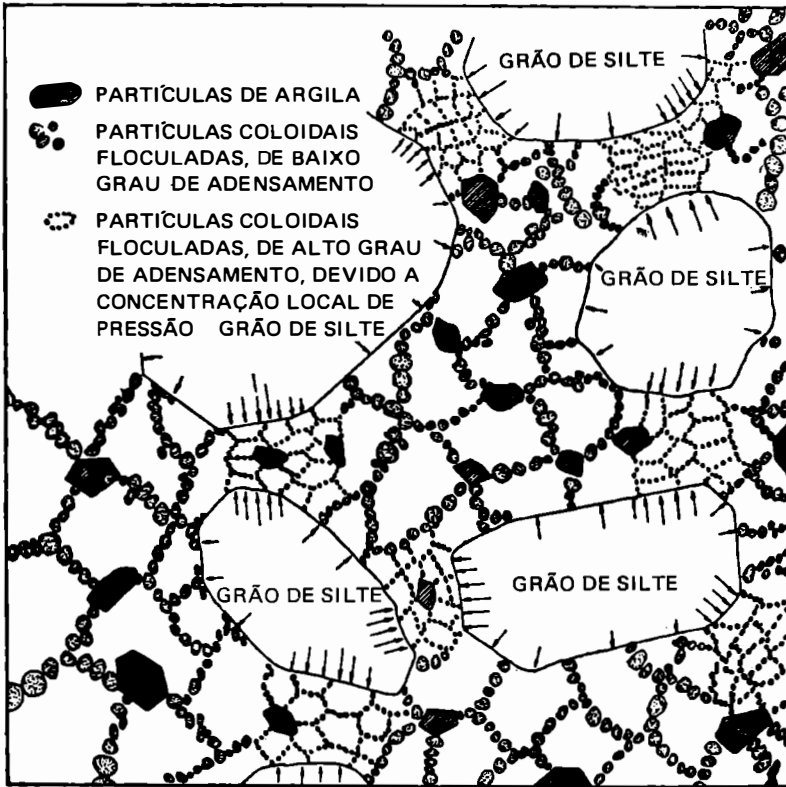 GRÃO DE SILTE
PARTÍCULAS DE ARGILA
PARTÍCULAS COLOIDAIS
FLOCULADAS, DE BAIXO
GRAU DE ADENSAMENTO
PARTÍCULAS COLOIDAIS
FLOCULADAS, DE ALTO GRAU
DE ADENSAMENTO, DEVIDO A
CONCENTRAÇÃO LOCAL DE
PRESSÃO GRÃO DE SILTE
GRÃO DE SILTE
GRÃO DE SILTE
GRÃO DE SILTE